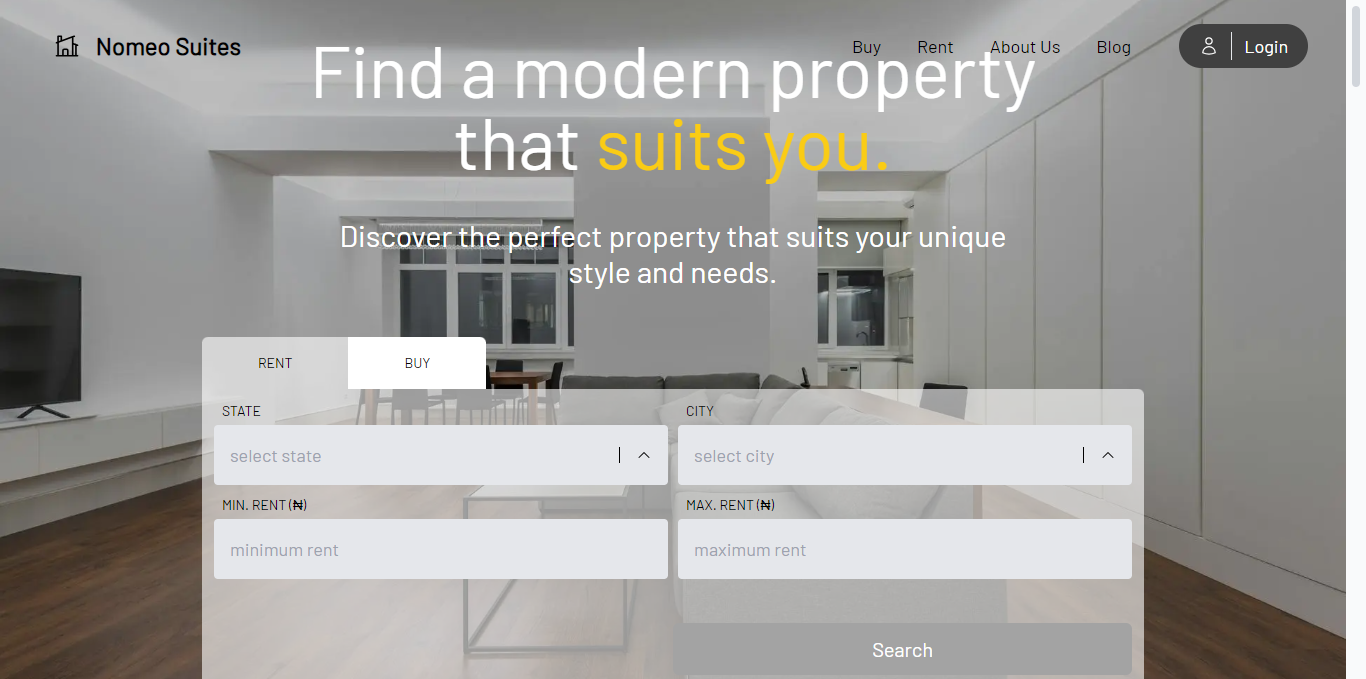 Nomeo Suites
Buy
Rent
About Us
Blog
Login
Find a modern property
that suits you.
Discover the perfect property that suits your unique
style and needs.
RENT
BUY
STATE
CITY
select state
select city
MIN. RENT (₦)
MAX. RENT (₦)
minimum rent
maximum rent
Search